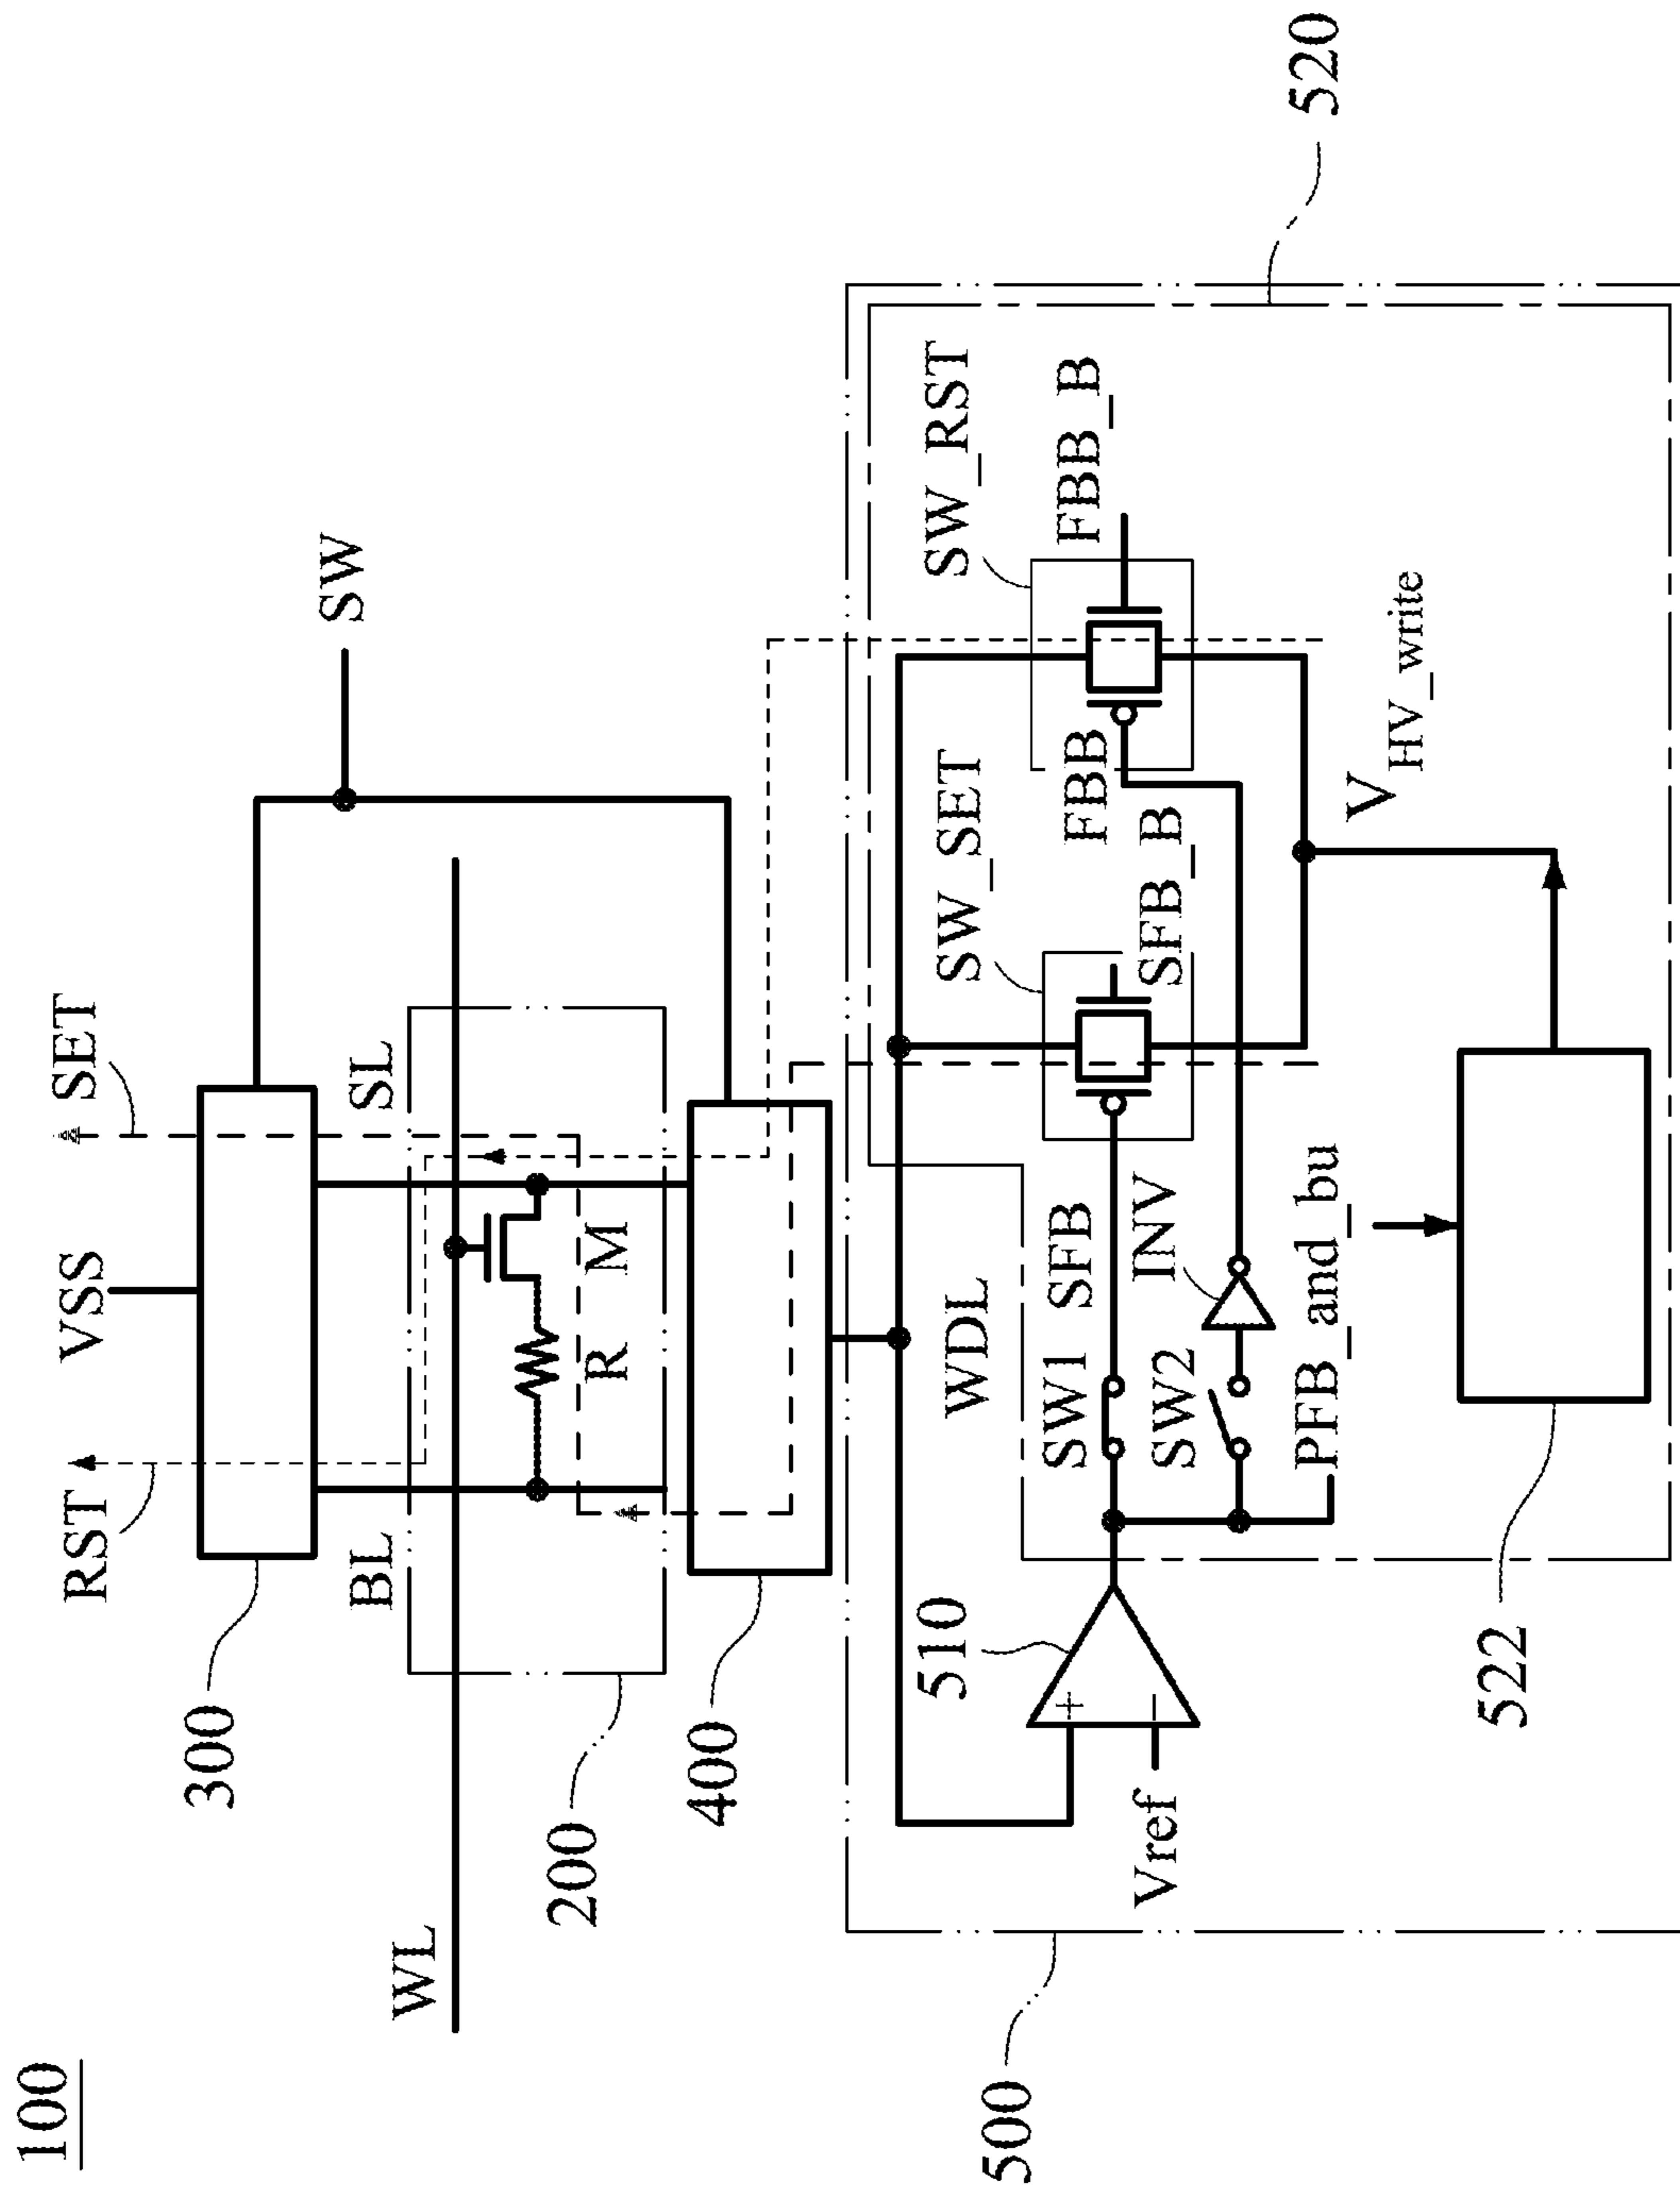 100
RST
VSS
SET
300
BL
SL
SW
WL
R
M
200
400
WDL
510
SW_SET
SW_RST
SW1
SFB
SFB_B
FBB
FBB_B
Vref
+
−
SW2
INV
PFB_and_bu
V HV_write
522
500
520